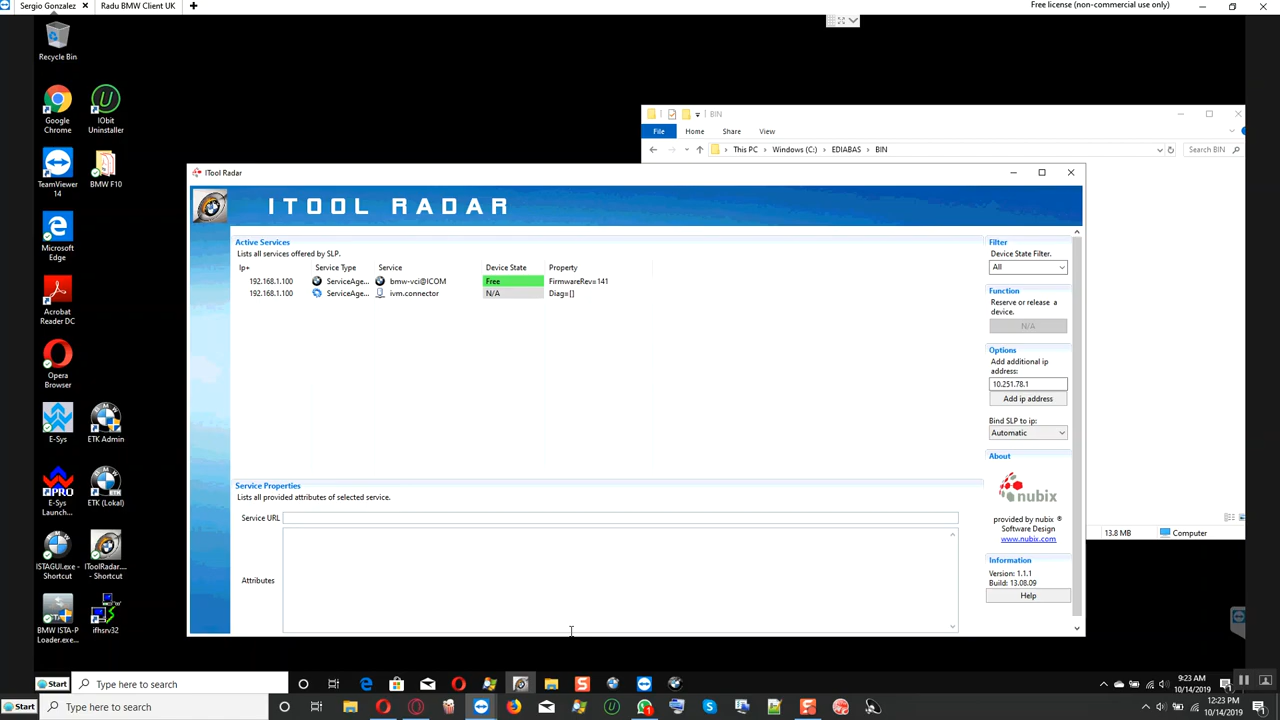 Sergio Gonzalez
Radu BMW Client UK
Free license (non-commercial use only)
Recycle Bin
Google
Chrome
IObit
Uninstaller
TeamViewer
14
BMW F10
Microsoft
Edge
Acrobat
Reader DC
Opera
Browser
E-Sys
ETK Admin
PRO
E-Sys
Launch...
ETK (Lokal)
ISTAGUI.exe -
Shortcut
IToolRadar....
- Shortcut
BMW ISTA-P
Loader.exe...
ifhsrv32
BIN
File
Home
Share
View
This PC
Windows (C:)
EDIABAS
BIN
Search BIN
13.8 MB
Computer
ITool Radar
ITOOL RADAR
Active Services
Lists all services offered by SLP.
Ip
Service Type
Service
Device State
Property
192.168.1.100
ServiceAge...
bmw-vci@ICOM
Free
FirmwareRev=141
192.168.1.100
ServiceAge...
ivm.connector
N/A
Diag=[]
Service Properties
Lists all provided attributes of selected service.
Service URL
Attributes
Filter
Device State Filter.
All
Function
Reserve or release a
device.
N/A
Options
Add additional ip
address:
10.251.78.1
Add ip address
Bind SLP to ip:
Automatic
About
nubix
provided by nubix ®
Software Design
www.nubix.com
Information
Version: 1.1.1
Build: 13.08.09
Help
Start
Type here to search
9:23 AM
10/14/2019
Start
Type here to search
12:23 PM
10/14/2019